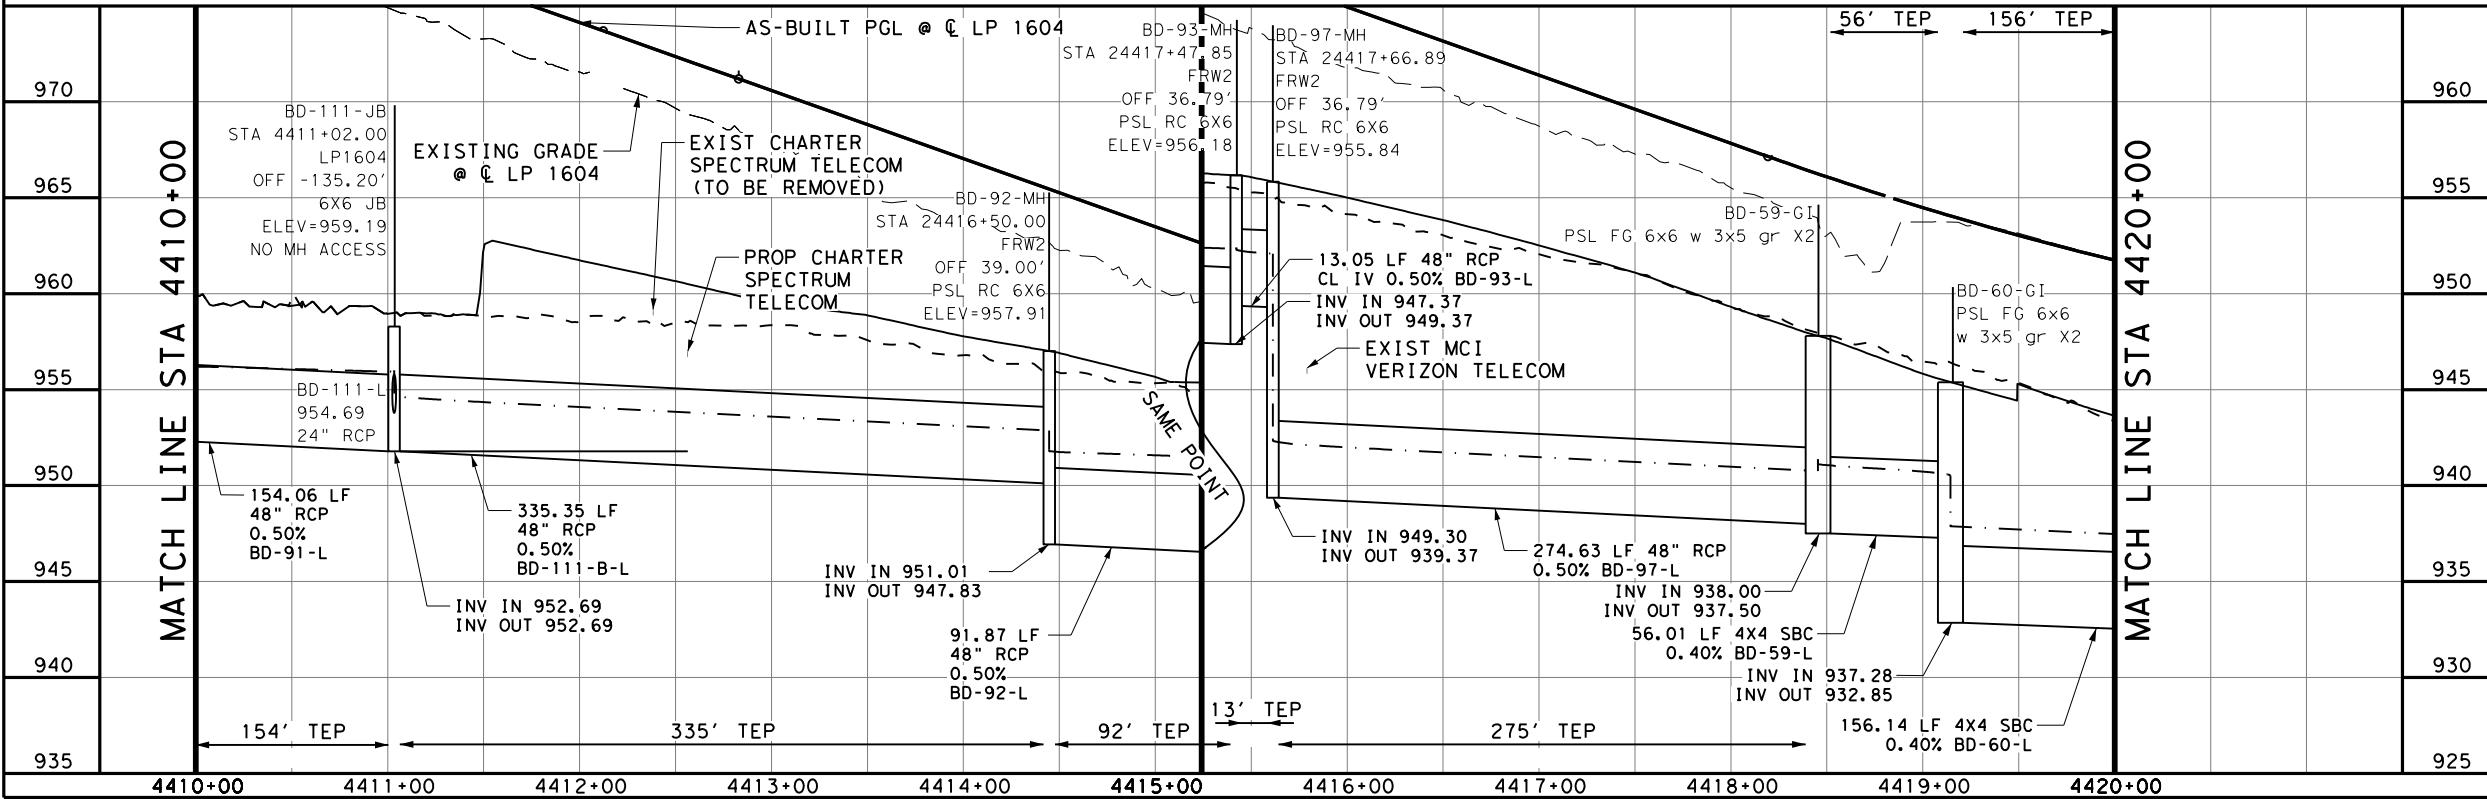 AS-BUILT PGL @ ℄ LP 1604
BD-93-MH
STA 24417+47.85
FRW2
OFF 36.79'
PSL RC 6X6
ELEV=956.18
BD-97-MH
STA 24417+66.89
FRW2
OFF 36.79'
PSL RC 6X6
ELEV=955.84
56' TEP
156' TEP
970
965
960
955
950
945
940
935
MATCH LINE STA 4410+00
BD-111-JB
STA 4411+02.00
LP1604
OFF -135.20'
6X6 JB
ELEV=959.19
NO MH ACCESS
EXISTING GRADE
@ ℄ LP 1604
EXIST CHARTER
SPECTRUM TELECOM
(TO BE REMOVED)
PROP CHARTER
SPECTRUM
TELECOM
BD-92-MH
STA 24416+50.00
FRW2
OFF 39.00'
PSL RC 6X6
ELEV=957.91
BD-111-L
954.69
24" RCP
154.06 LF
48" RCP
0.50%
BD-91-L
335.35 LF
48" RCP
0.50%
BD-111-B-L
INV IN 952.69
INV OUT 952.69
INV IN 951.01
INV OUT 947.83
91.87 LF
48" RCP
0.50%
BD-92-L
SAME POINT
13.05 LF 48" RCP
CL IV 0.50% BD-93-L
INV IN 947.37
INV OUT 949.37
EXIST MCI
VERIZON TELECOM
BD-59-GI
PSL FG 6x6 w 3x5 gr X2
BD-60-GI
PSL FG 6x6
w 3x5 gr X2
INV IN 949.30
INV OUT 939.37
274.63 LF 48" RCP
0.50% BD-97-L
INV IN 938.00
INV OUT 937.50
56.01 LF 4X4 SBC
0.40% BD-59-L
INV IN 937.28
INV OUT 932.85
156.14 LF 4X4 SBC
0.40% BD-60-L
MATCH LINE STA 4420+00
960
955
950
945
940
935
930
925
154' TEP
335' TEP
92' TEP
13' TEP
275' TEP
4410+00
4411+00
4412+00
4413+00
4414+00
4415+00
4416+00
4417+00
4418+00
4419+00
4420+00